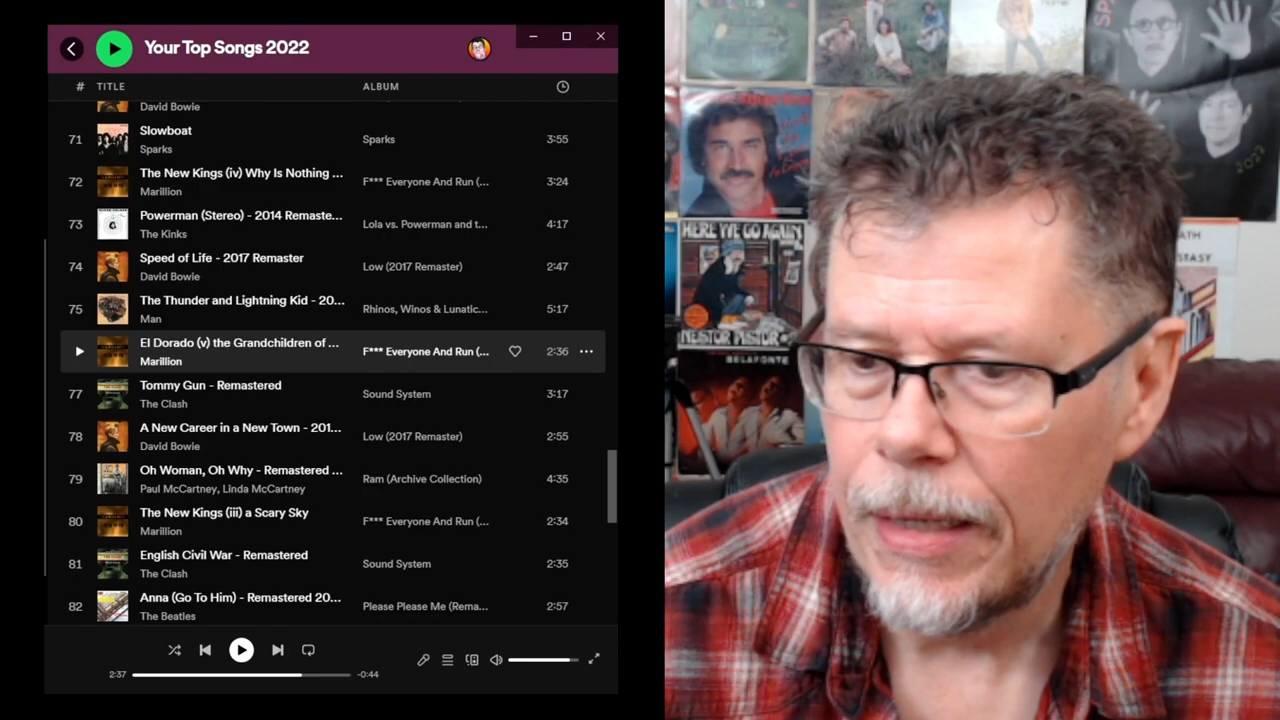 Your Top Songs 2022
# TITLE ALBUM
David Bowie
71 Slowboat Sparks 3:55
Sparks
72 The New Kings (iv) Why Is Nothing ... F*** Everyone And Run (... 3:24
Marillion
73 Powerman (Stereo) - 2014 Remaste... Lola vs. Powerman and t... 4:17
The Kinks
74 Speed of Life - 2017 Remaster Low (2017 Remaster) 2:47
David Bowie
75 The Thunder and Lightning Kid - 20... Rhinos, Winos & Lunatic... 5:17
Man
El Dorado (v) the Grandchildren of ... F*** Everyone And Run (... 2:36
Marillion
77 Tommy Gun - Remastered Sound System 3:17
The Clash
78 A New Career in a New Town - 201... Low (2017 Remaster) 2:55
David Bowie
79 Oh Woman, Oh Why - Remastered ... Ram (Archive Collection) 4:35
Paul McCartney, Linda McCartney
80 The New Kings (iii) a Scary Sky F*** Everyone And Run (... 2:34
Marillion
81 English Civil War - Remastered Sound System 2:35
The Clash
82 Anna (Go To Him) - Remastered 20... Please Please Me (Rema... 2:57
The Beatles
2:37 -0:44
HERE WE GO AGAIN
NESTOR PISTOR
BELAFONTE
2022